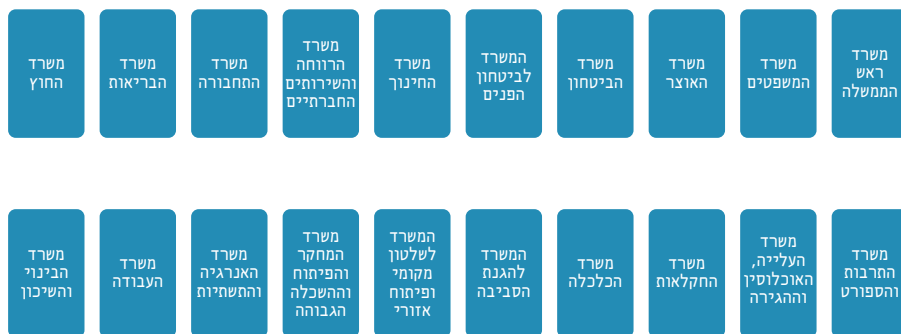 משרד
ראש
הממשלה
משרד
המשפטים
משרד
האוצר
משרד
הביטחון
המשרד
לביטחון
הפנים
משרד
החינוך
משרד
הרווחה
והשירותים
החברתיים
משרד
התחבורה
משרד
הבריאות
משרד
החוץ
משרד
התרבות
והספורט
משרד
העלייה,
האוכלוסין
וההגירה
משרד
החקלאות
משרד
הכלכלה
המשרד
להגנת
הסביבה
המשרד
לשלטון
מקומי
ופיתוח
אזורי
משרד
המחקר
והפיתוח
וההשכלה
הגבוהה
משרד
האנרגיה
והתשתיות
משרד
העבודה
משרד
הבינוי
והשיכון